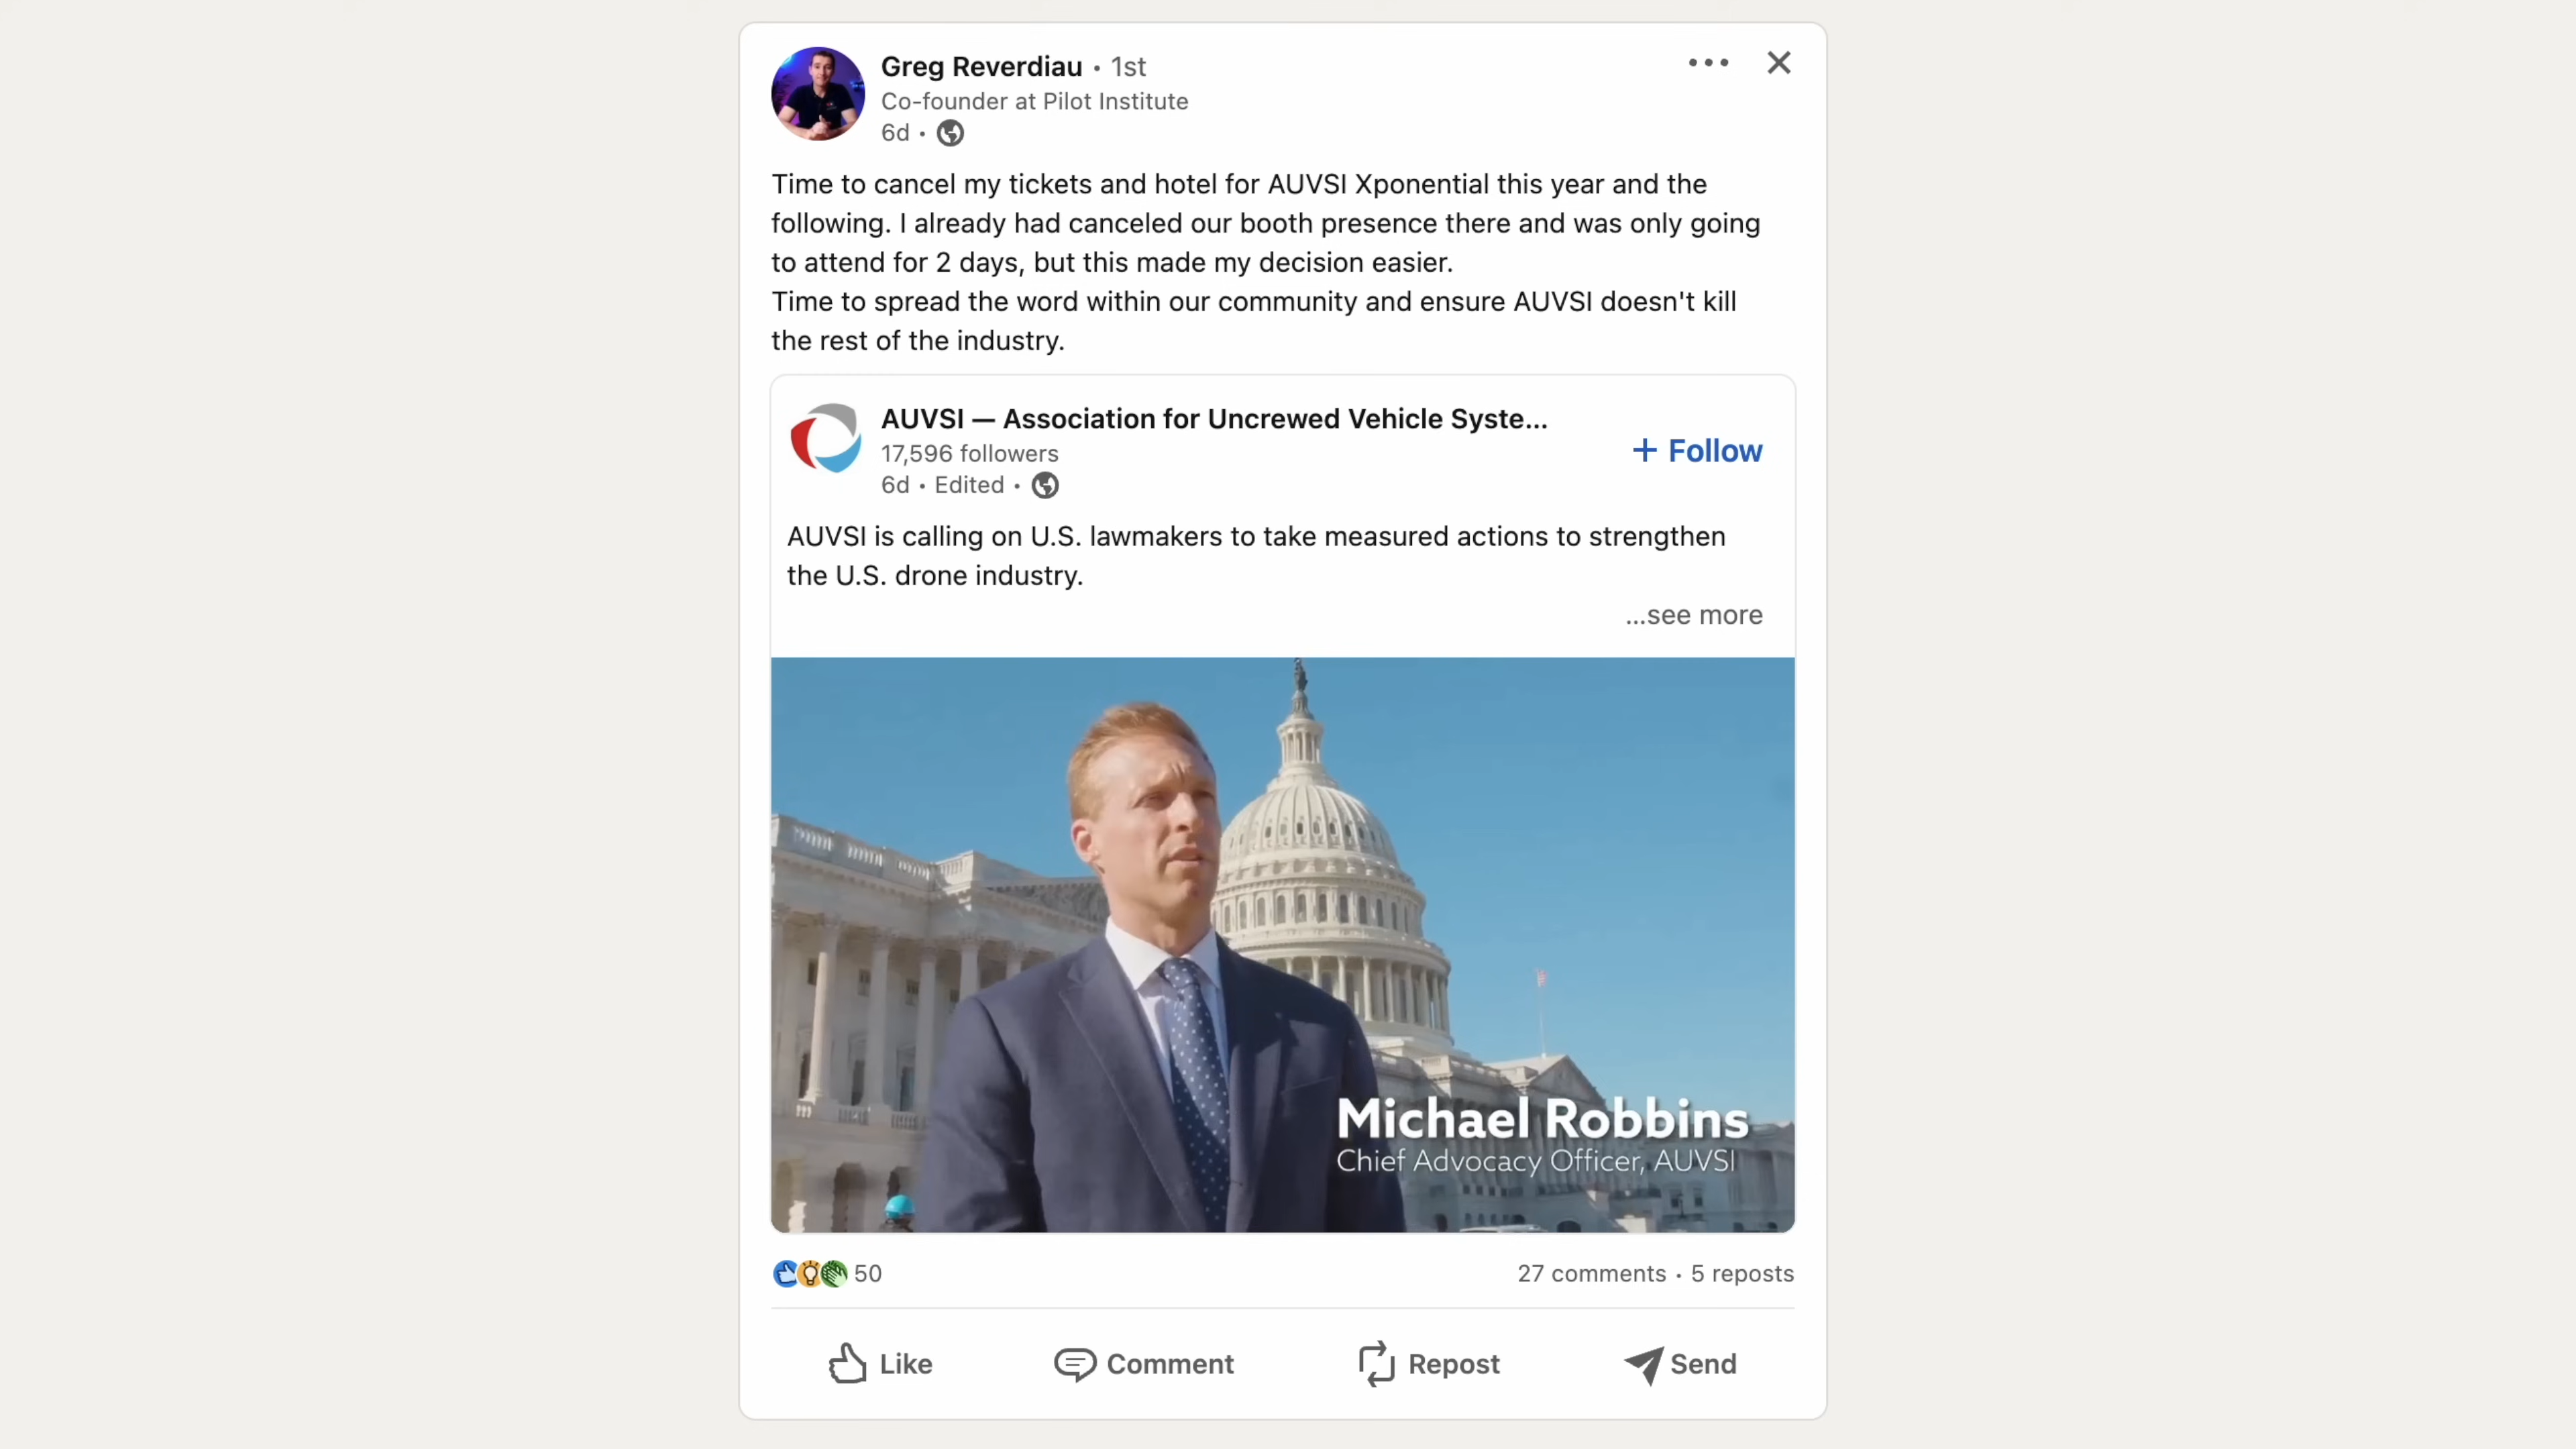 Greg Reverdiau • 1st
Co-founder at Pilot Institute
6d •
Time to cancel my tickets and hotel for AUVSI Xponential this year and the
following. I already had canceled our booth presence there and was only going
to attend for 2 days, but this made my decision easier.
Time to spread the word within our community and ensure AUVSI doesn't kill
the rest of the industry.
AUVSI — Association for Uncrewed Vehicle Syste...
17,596 followers
+ Follow
6d • Edited •
AUVSI is calling on U.S. lawmakers to take measured actions to strengthen
the U.S. drone industry.
...see more
Michael Robbins
Chief Advocacy Officer, AUVSI
50
27 comments • 5 reposts
Like
Comment
Repost
Send